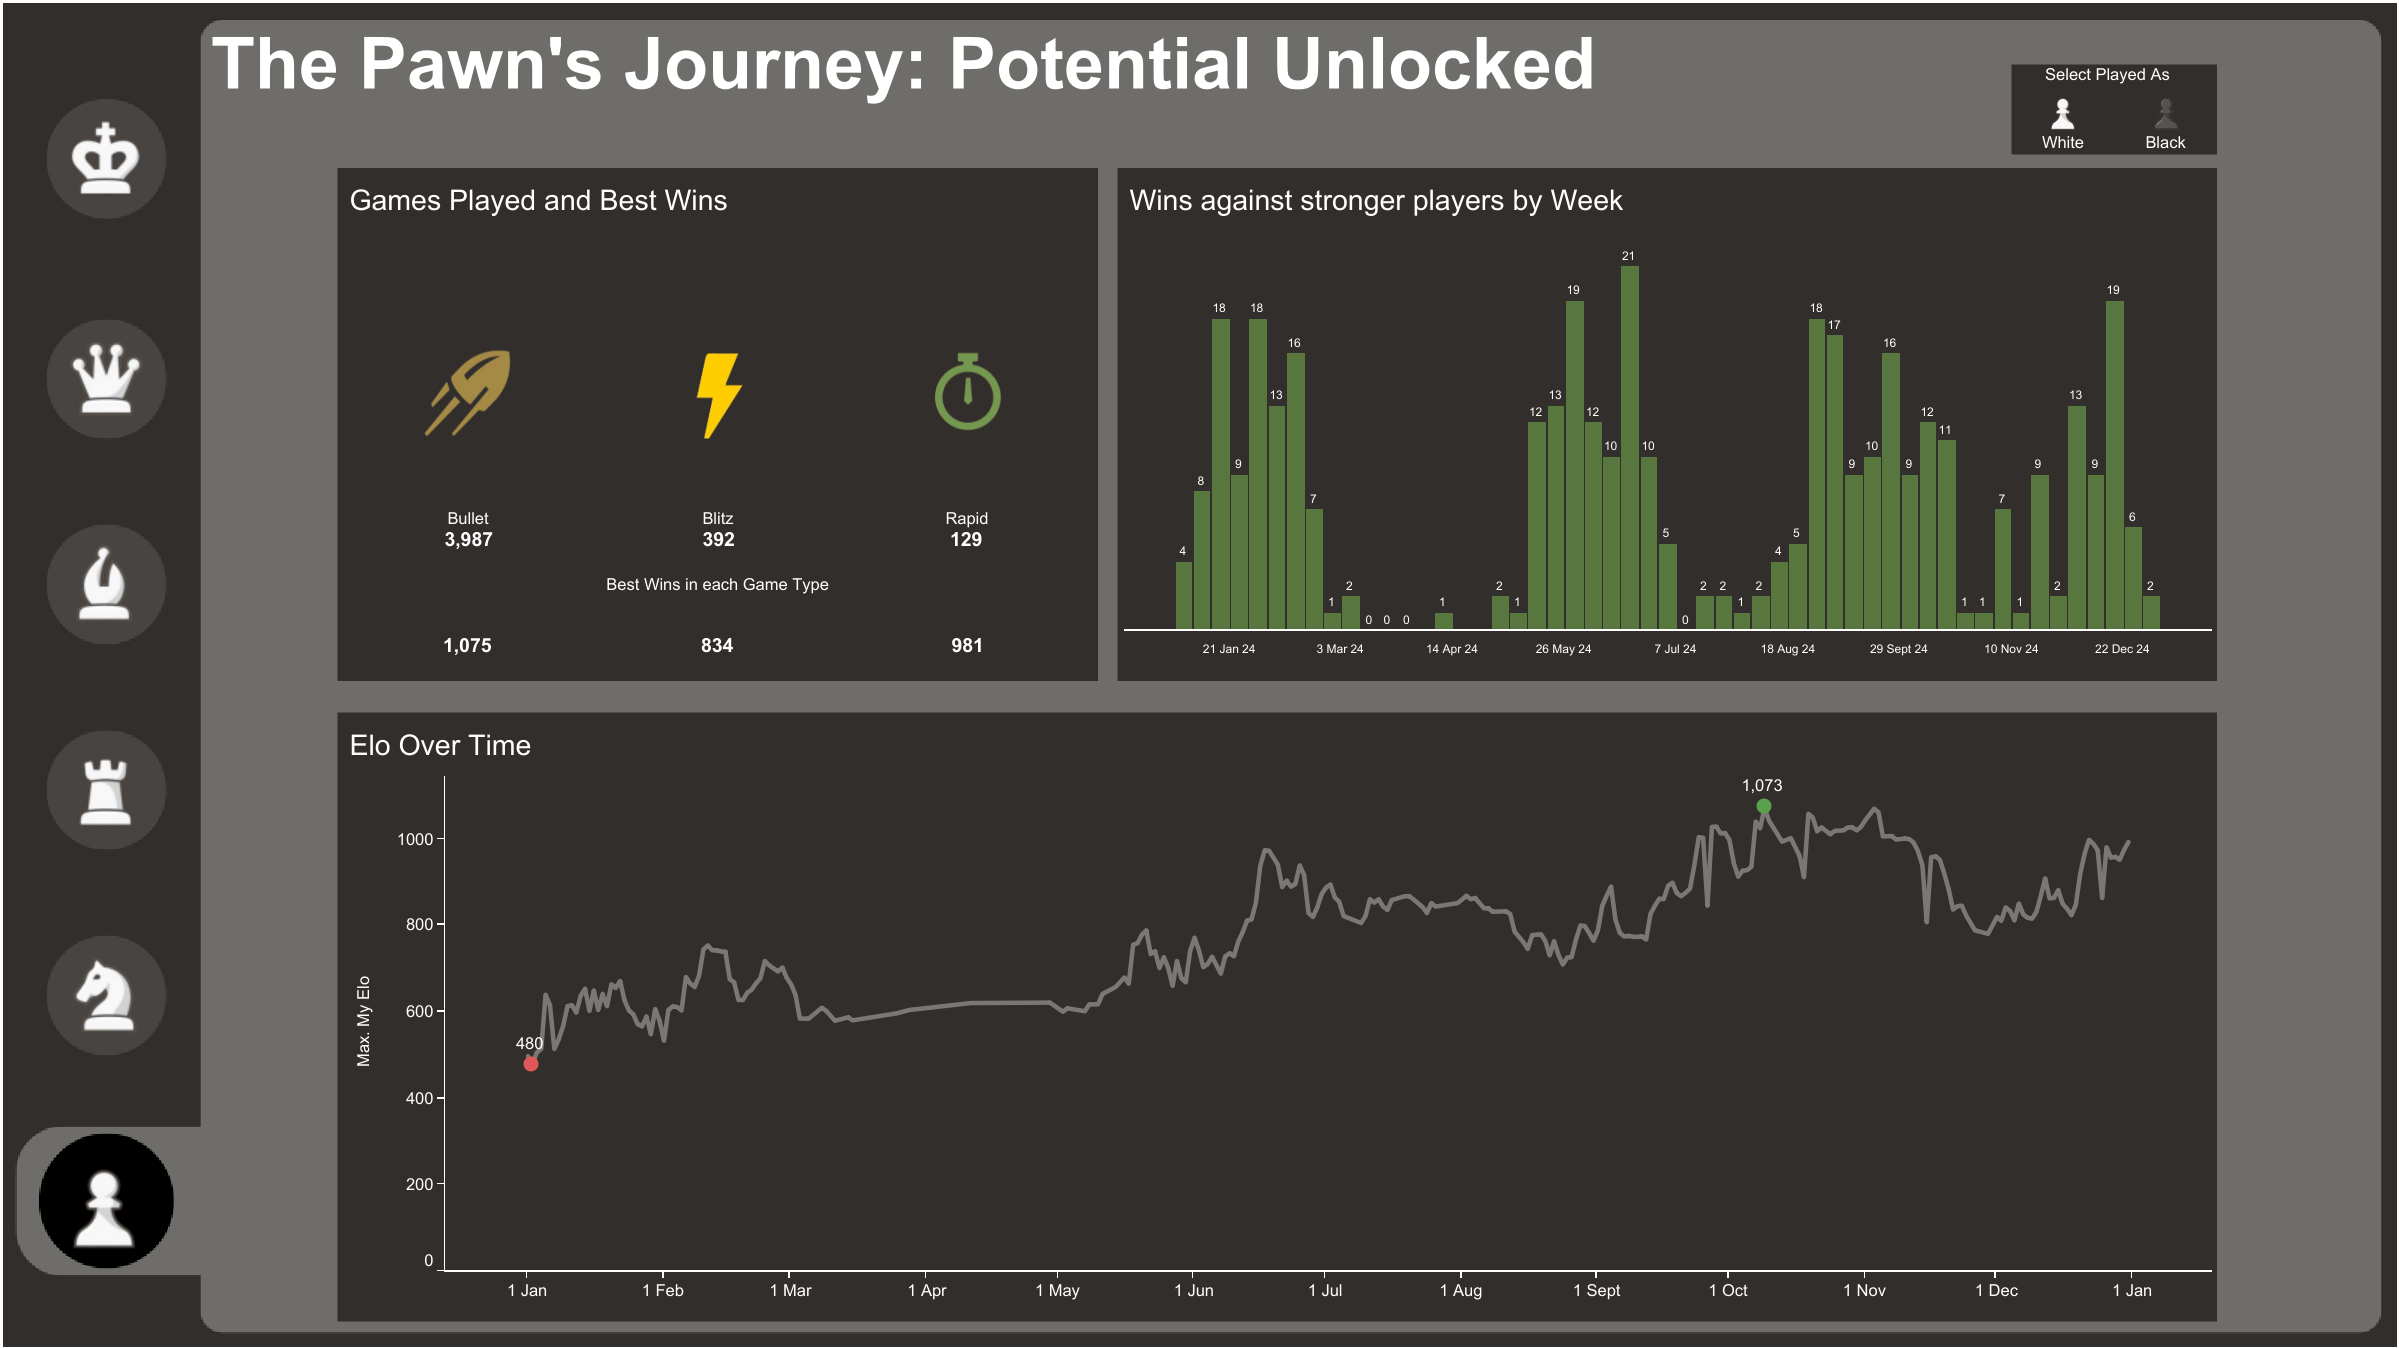 The Pawn's Journey: Potential Unlocked
Select Played As
White Black
Games Played and Best Wins
Bullet Blitz Rapid
3,987 392 129
Best Wins in each Game Type
1,075 834 981
Wins against stronger players by Week
4 8 18 9 18 13 16 7 1 2 0 0 0 1 2 1 12 13 19 12 10 21 10 5 0 2 2 1 2 4 5 18 17 9 10 16 9 12 11 1 1 7 1 9 2 13 9 19 6 2
21 Jan 24 3 Mar 24 14 Apr 24 26 May 24 7 Jul 24 18 Aug 24 29 Sept 24 10 Nov 24 22 Dec 24
Elo Over Time
1,073
1000
800
600
480
400
200
0
Max. My Elo
1 Jan 1 Feb 1 Mar 1 Apr 1 May 1 Jun 1 Jul 1 Aug 1 Sept 1 Oct 1 Nov 1 Dec 1 Jan